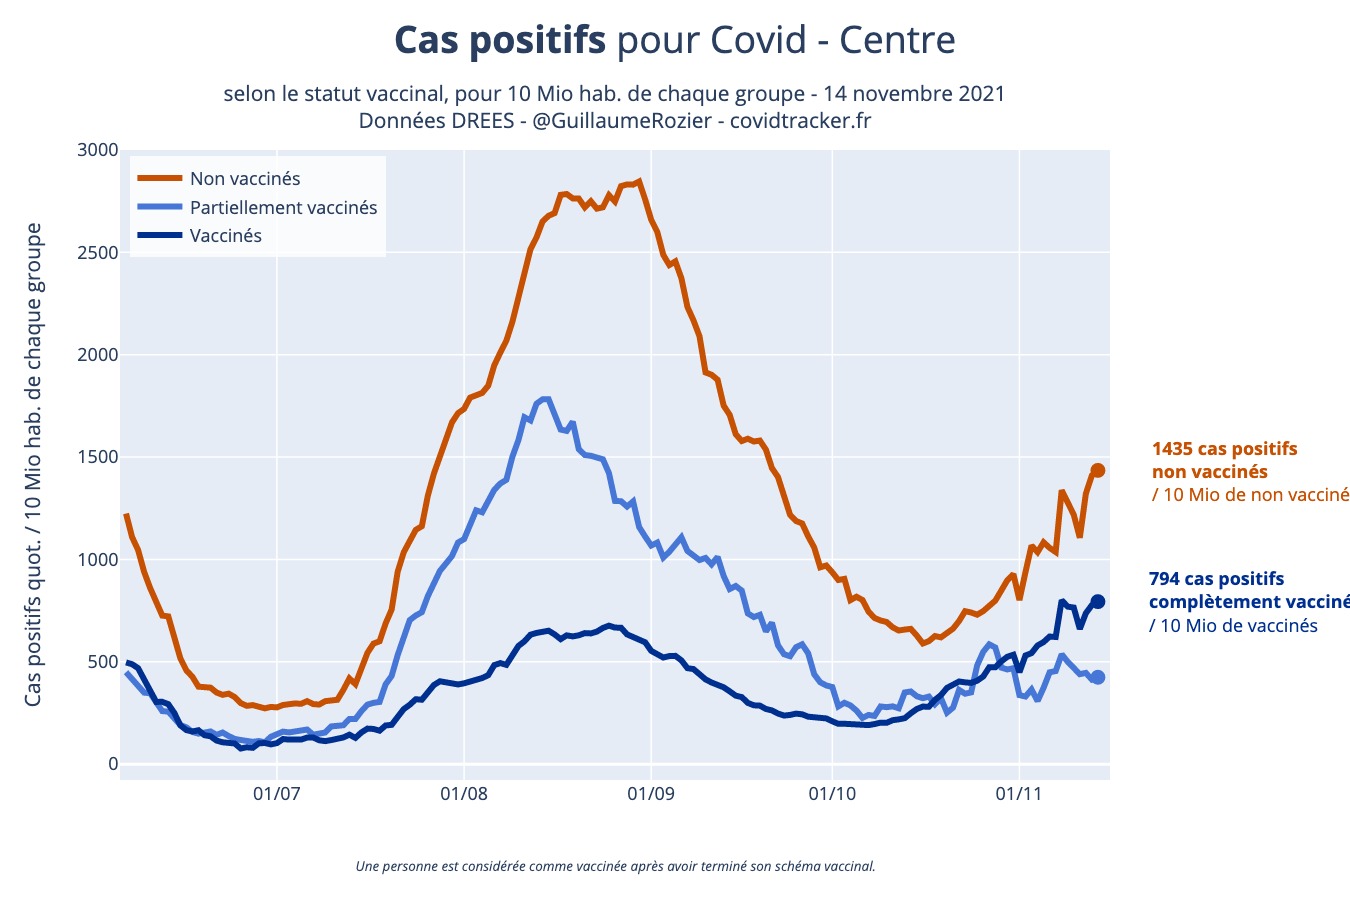 Cas positifs pour Covid - Centre
selon le statut vaccinal, pour 10 Mio hab. de chaque groupe - 14 novembre 2021
Données DREES - @GuillaumeRozier - covidtracker.fr
Cas positifs quot. / 10 Mio hab. de chaque groupe
3000
2500
2000
1500
1000
500
0
Non vaccinés
Partiellement vaccinés
Vaccinés
1435 cas positifs
non vaccinés
/ 10 Mio de non vacciné
794 cas positifs
complètement vacciné
/ 10 Mio de vaccinés
01/07
01/08
01/09
01/10
01/11
Une personne est considérée comme vaccinée après avoir terminé son schéma vaccinal.